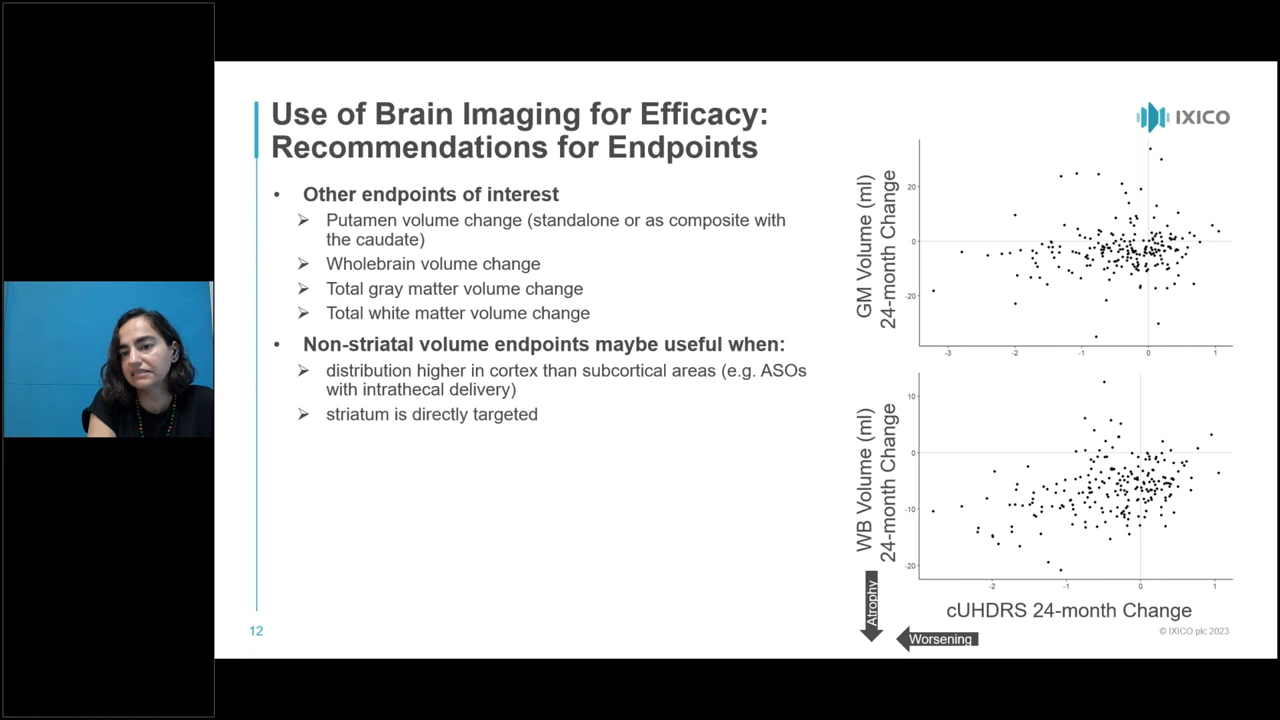 Use of Brain Imaging for Efficacy:
Recommendations for Endpoints
IXICO
• Other endpoints of interest
➢ Putamen volume change (standalone or as composite with
the caudate)
➢ Wholebrain volume change
➢ Total gray matter volume change
➢ Total white matter volume change
• Non-striatal volume endpoints maybe useful when:
➢ distribution higher in cortex than subcortical areas (e.g. ASOs
with intrathecal delivery)
➢ striatum is directly targeted
GM Volume (ml)
24-month Change
20
0
-20
-3 -2 -1 0 1
WB Volume (ml)
24-month Change
10
0
-10
-20
-2 -1 0 1
cUHDRS 24-month Change
Atrophy
Worsening
12
© IXICO plc 2023